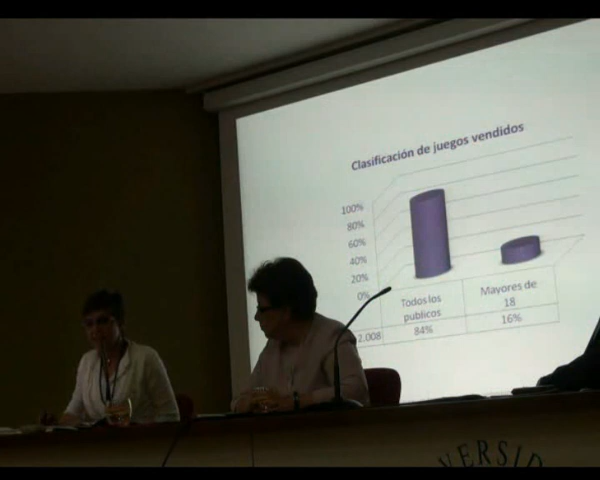 Clasificación de juegos vendidos
100%
80%
60%
40%
20%
0%
Todos los
publicos
Mayores de
18
2.008
84%
16%
VERSID